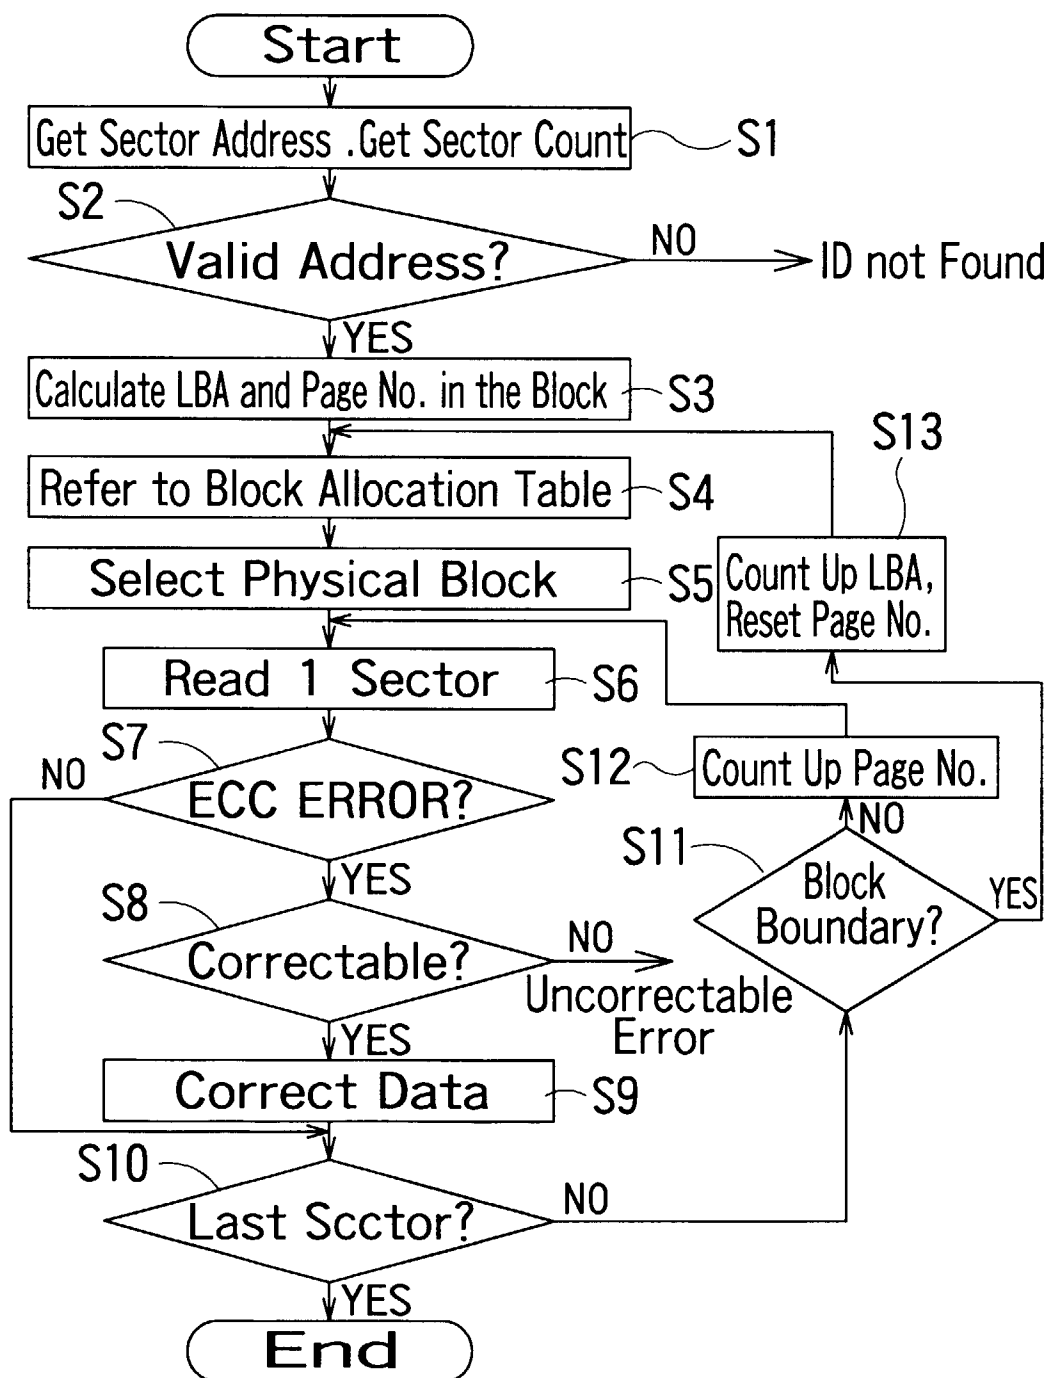 Start
Get Sector Address .Get Sector Count
S1
S2
Valid Address?
NO
ID not Found
YES
Calculate LBA and Page No. in the Block
S3
S13
Refer to Block Allocation Table
S4
Select Physical Block
S5
Count Up LBA,
Reset Page No.
Read 1 Sector
S6
S7
NO
ECC ERROR?
S12
Count Up Page No.
NO
S11
YES
Block
Boundary?
YES
S8
Correctable?
NO
Uncorrectable
Error
YES
Correct Data
S9
S10
Last Scctor?
NO
YES
End